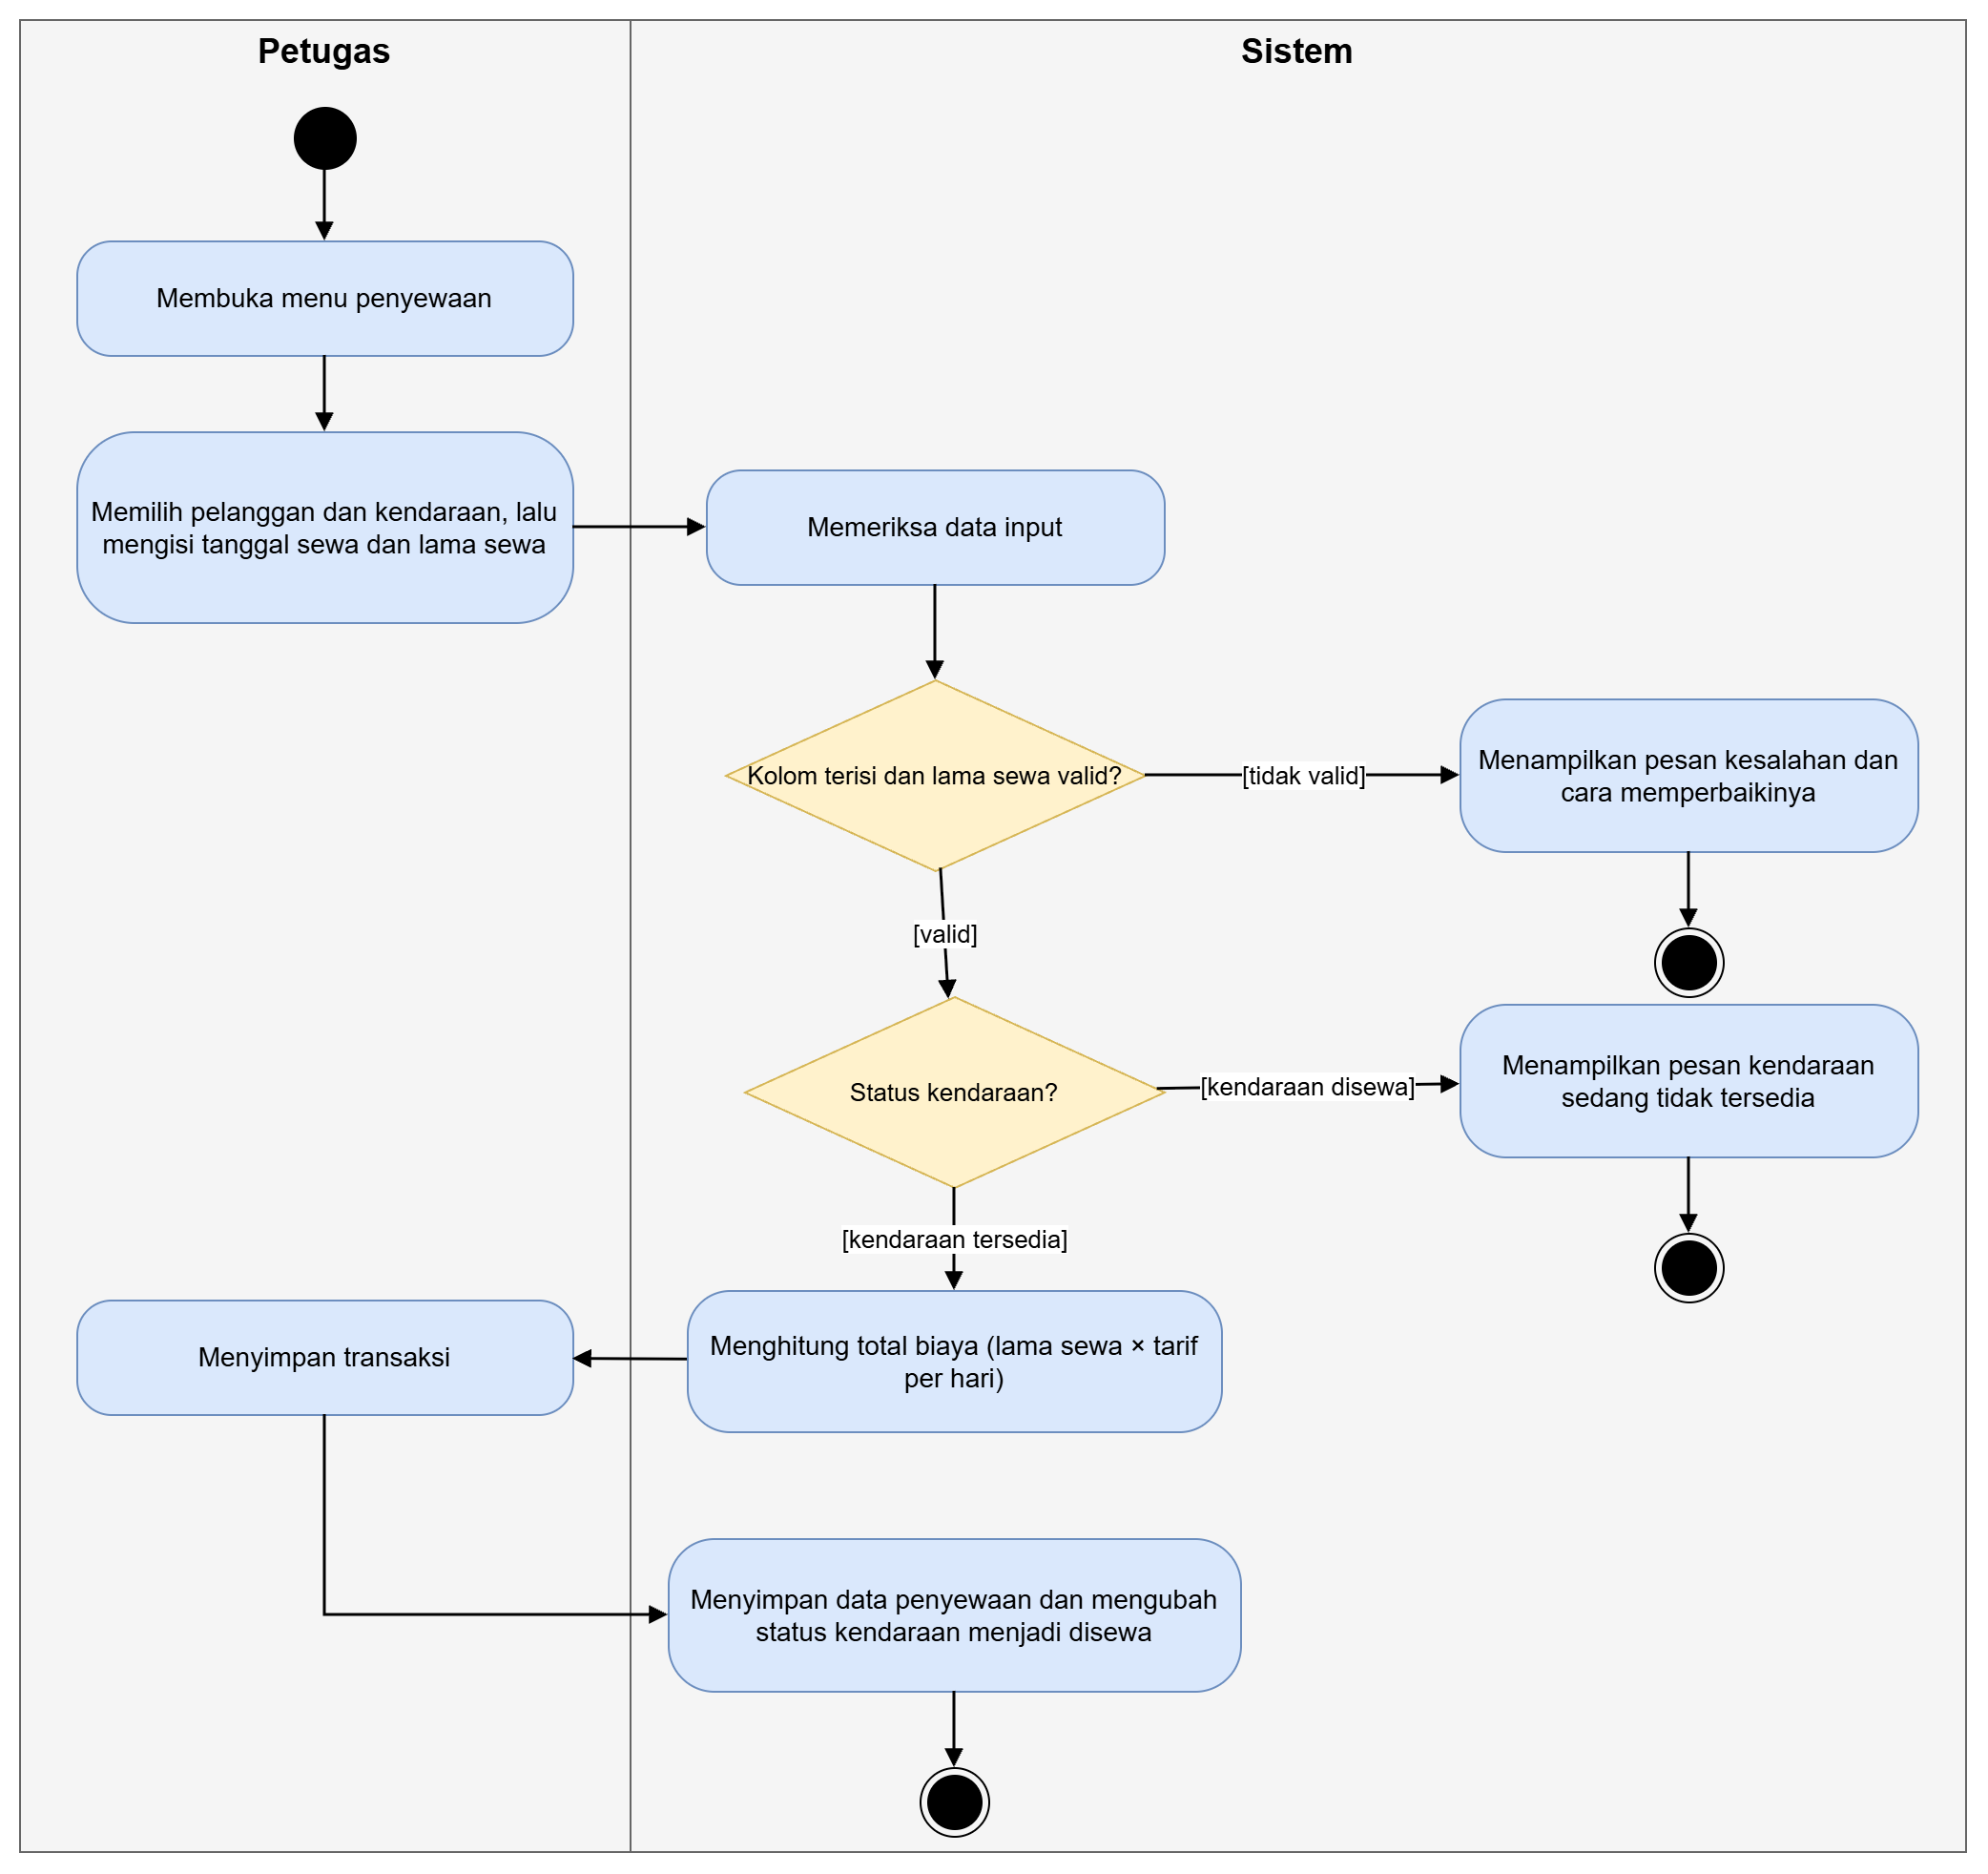 Petugas
Sistem
Membuka menu penyewaan
Memilih pelanggan dan kendaraan, lalu
mengisi tanggal sewa dan lama sewa
Memeriksa data input
Kolom terisi dan lama sewa valid?
[tidak valid]
Menampilkan pesan kesalahan dan
cara memperbaikinya
[valid]
Status kendaraan?
[kendaraan disewa]
Menampilkan pesan kendaraan
sedang tidak tersedia
[kendaraan tersedia]
Menyimpan transaksi
Menghitung total biaya (lama sewa × tarif
per hari)
Menyimpan data penyewaan dan mengubah
status kendaraan menjadi disewa